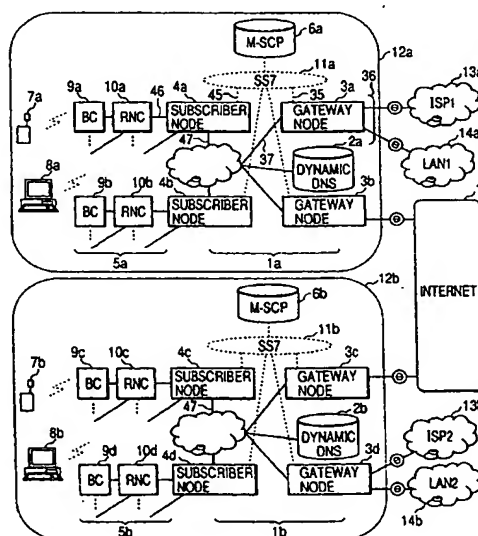 6a
M-SCP
11a
12a
SS7
9a 10a 46 4a 45 35 3a 36
13a
7a
BC
RNC
SUBSCRIBER
NODE
GATEWAY
NODE
ISP1
47
37
2a
14a
8a
LAN1
9b 10b 4b
DYNAMIC
DNS
3b
BC
RNC
SUBSCRIBER
NODE
GATEWAY
NODE
5a
1a
12b
6b
M-SCP
INTERNET
11b
SS7
9c 10c 4c 3c
7b
BC
RNC
SUBSCRIBER
NODE
GATEWAY
NODE
47
2b
8b
DYNAMIC
DNS
ISP2
9d 10d 4d 3d
BC
RNC
SUBSCRIBER
NODE
GATEWAY
NODE
LAN2
5b
1b
14b